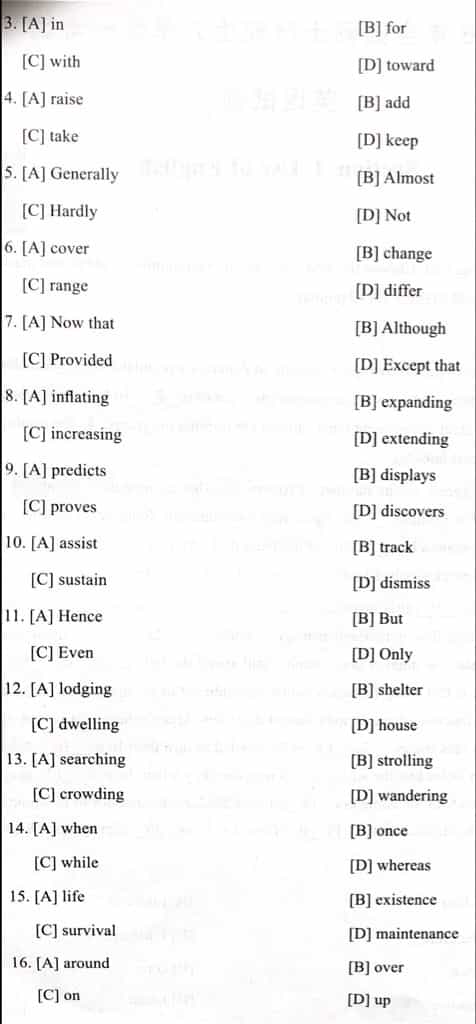 3. [A] in [B] for
[C] with [D] toward
4. [A] raise [B] add
[C] take [D] keep
5. [A] Generally [B] Almost
[C] Hardly [D] Not
6. [A] cover [B] change
[C] range [D] differ
7. [A] Now that [B] Although
[C] Provided [D] Except that
8. [A] inflating [B] expanding
[C] increasing [D] extending
9. [A] predicts [B] displays
[C] proves [D] discovers
10. [A] assist [B] track
[C] sustain [D] dismiss
11. [A] Hence [B] But
[C] Even [D] Only
12. [A] lodging [B] shelter
[C] dwelling [D] house
13. [A] searching [B] strolling
[C] crowding [D] wandering
14. [A] when [B] once
[C] while [D] whereas
15. [A] life [B] existence
[C] survival [D] maintenance
16. [A] around [B] over
[C] on [D] up